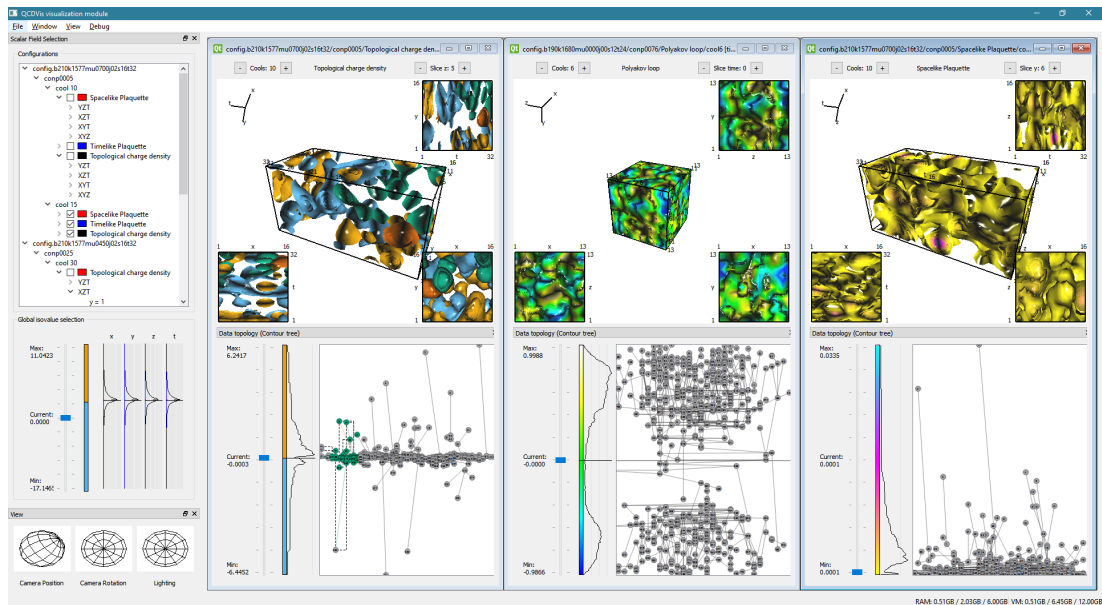 QCDVis visualization module
File Window View Debug
Scalar Field Selection
Configurations
config.b210k1577mu0700j02s16t32
conp0005
cool 10
Spacelike Plaquette
YZT
XZT
XYT
XYZ
Timelike Plaquette
Topological charge density
YZT
XZT
XYT
XYZ
cool 15
Spacelike Plaquette
Timelike Plaquette
Topological charge density
config.b210k1577mu0450j02s16t32
conp0025
cool 30
Topological charge density
YZT
XZT
y = 1
Global isovalue selection
x y z t
Max:
11.0423
Current:
0.0000
Min:
View
Camera Position Camera Rotation Lighting
config.b210k1577mu0700j02s16t32/conp0005/Topological charge den...
- Cools: 10 + Topological charge density - Slice z: 5 +
Data topology (Contour tree)
Max:
6.2417
Current:
-0.0003
Min:
-6.4452
config.b190k1680mu0000j00s12t24/conp0076/Polyakov loop/cool6 [ti...
- Cools: 6 + Polyakov loop - Slice time: 0 +
Data topology (Contour tree)
Max:
0.9988
Current:
-0.0000
Min:
-0.9866
config.b210k1577mu0700j02s16t32/conp0005/Spacelike Plaquette/co...
- Cools: 10 + Spacelike Plaquette - Slice y: 6 +
Data topology (Contour tree)
Max:
0.0335
Current:
0.0001
Min:
0.0001
RAM: 0.51GB / 2.03GB / 6.00GB VM: 0.51GB / 6.45GB / 12.00GB